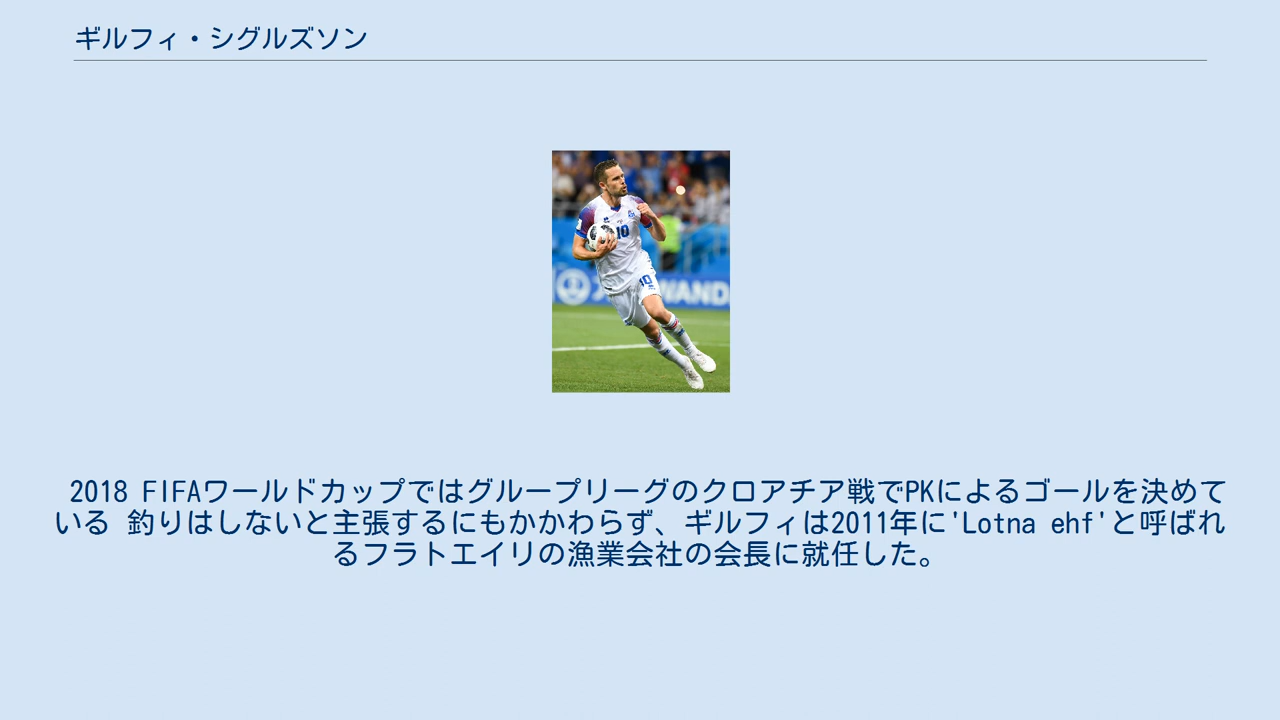 ギルフィ・シグルズソン
10
10
WAND
2018 FIFAワールドカップではグループリーグのクロアチア戦でPKによるゴールを決めて
いる 釣りはしないと主張するにもかかわらず、ギルフィは2011年に'Lotna ehf'と呼ばれ
るフラトエイリの漁業会社の会長に就任した。